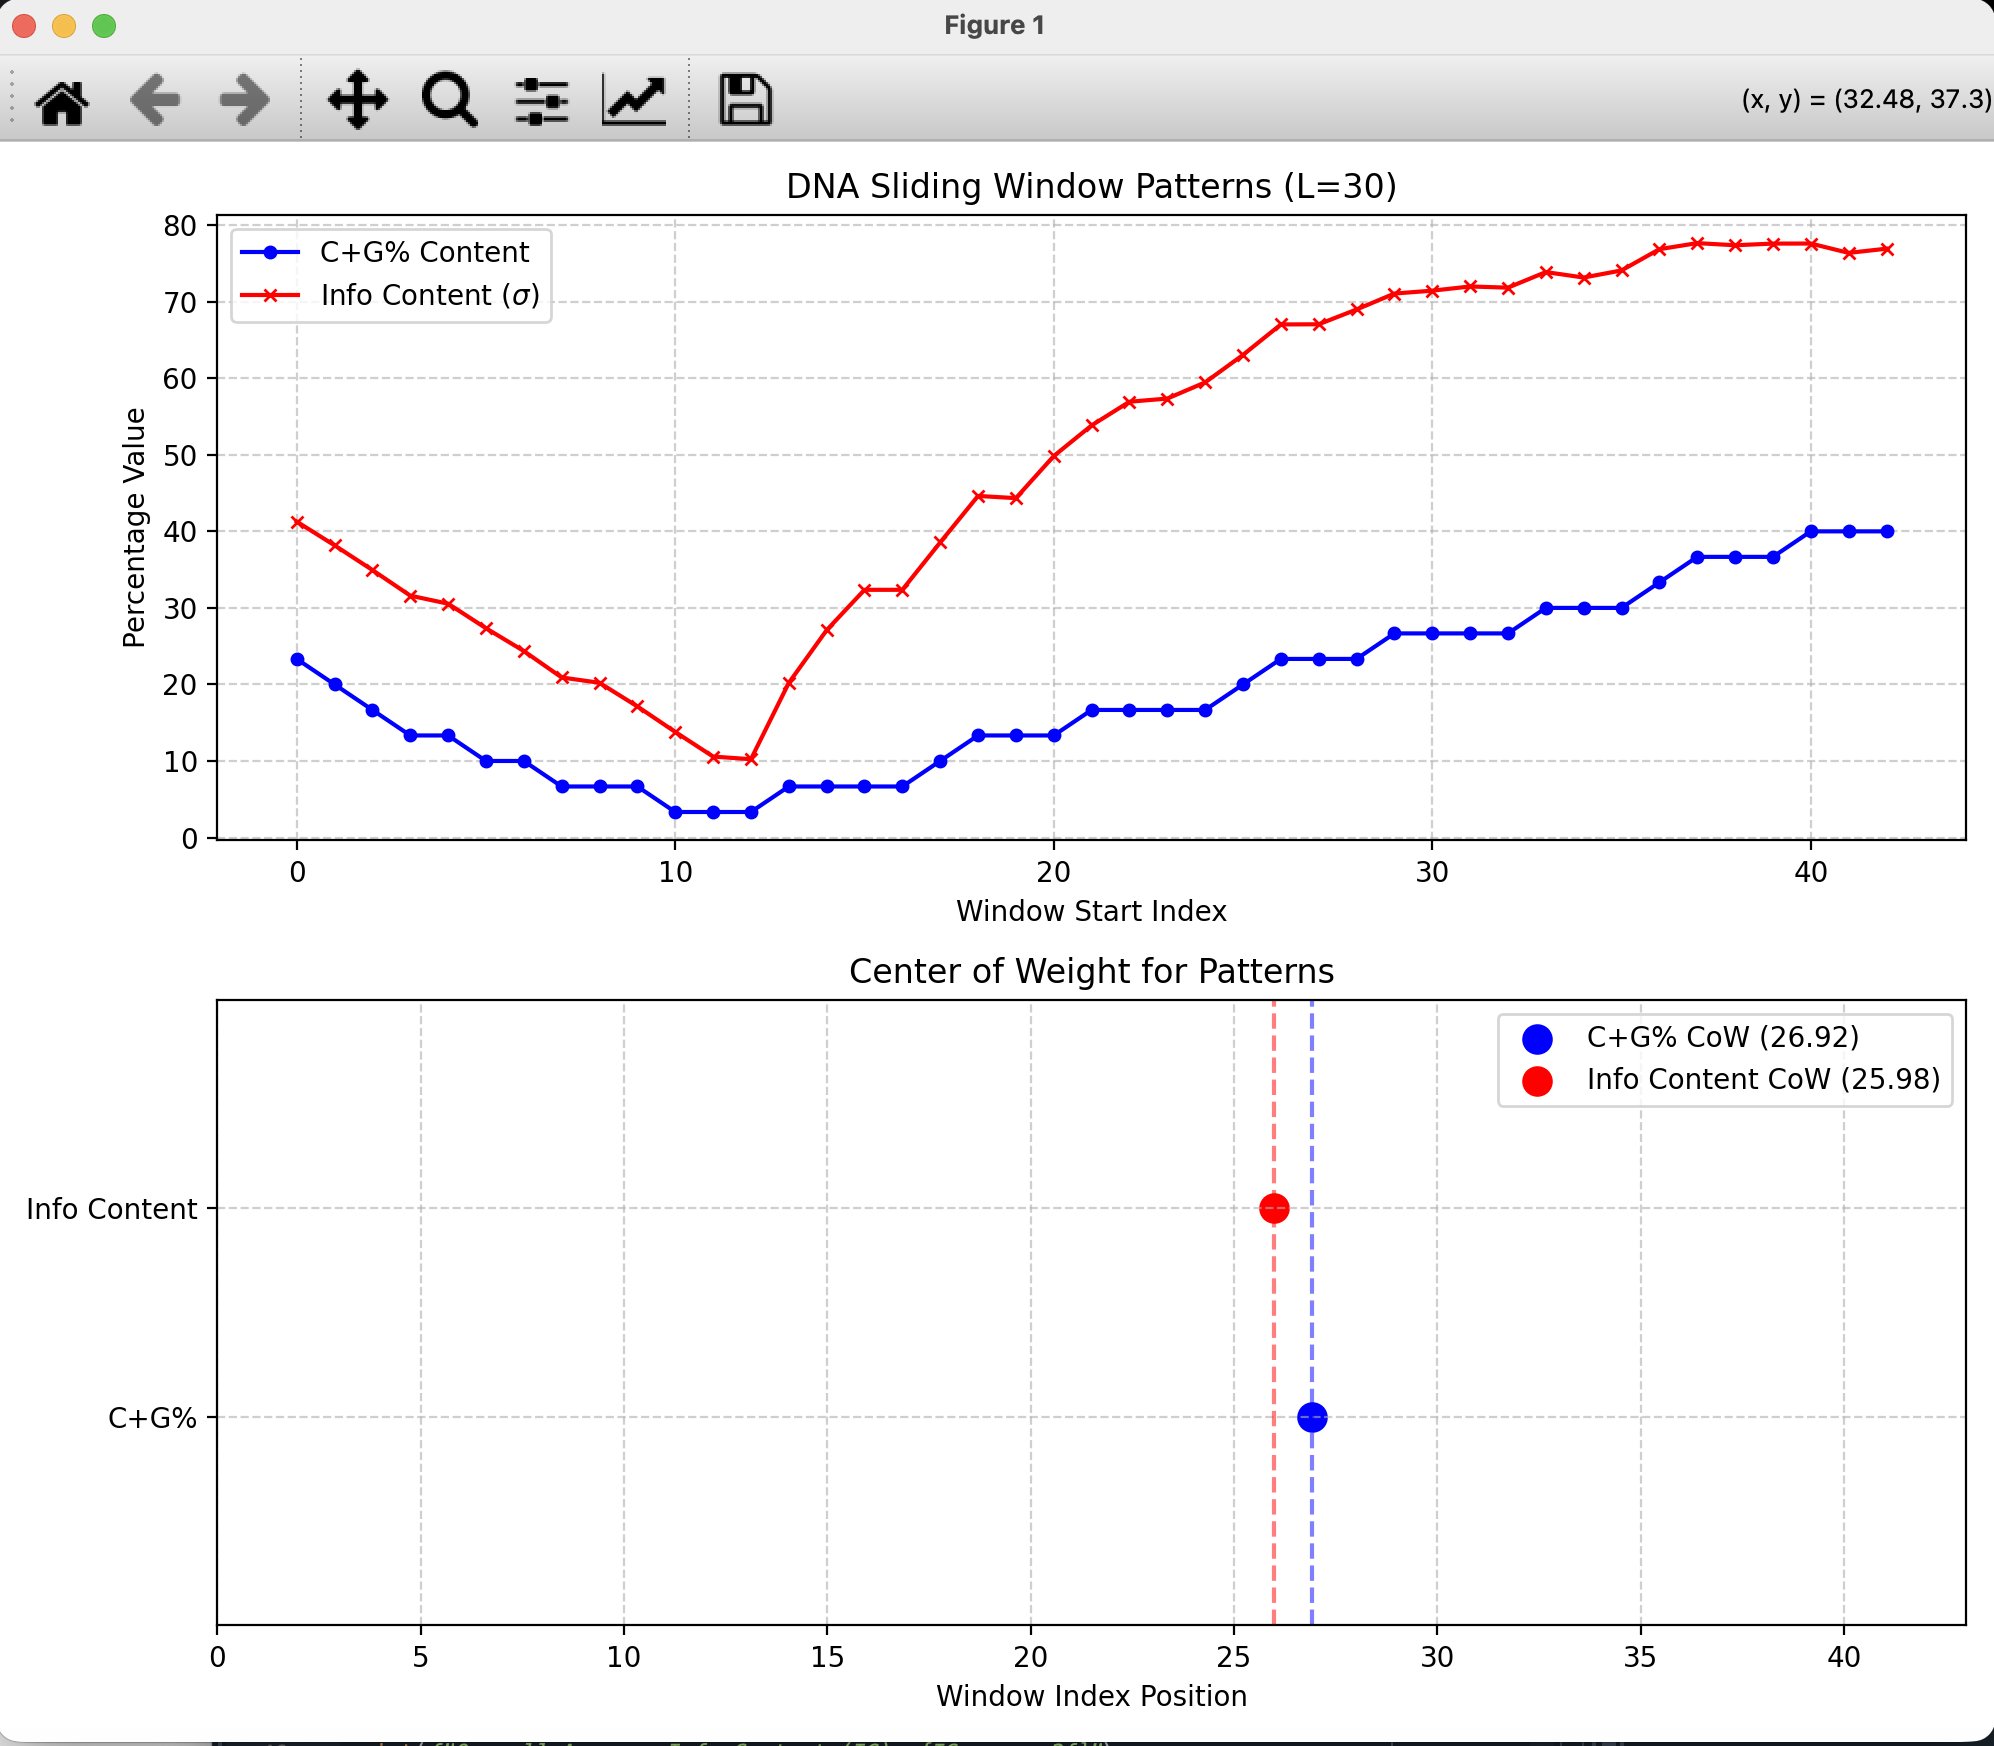 Figure 1
(x, y) = (32.48, 37.3)
DNA Sliding Window Patterns (L=30)
C+G% Content
Info Content (σ)
Percentage Value
80
70
60
50
40
30
20
10
0
0 10 20 30 40
Window Start Index
Center of Weight for Patterns
C+G% CoW (26.92)
Info Content CoW (25.98)
Info Content
C+G%
0 5 10 15 20 25 30 35 40
Window Index Position